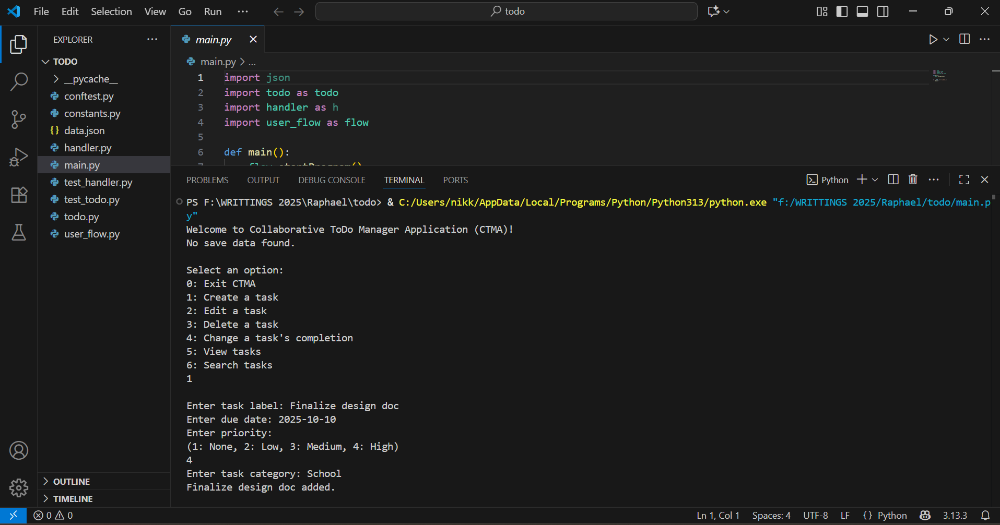 File Edit Selection View Go Run ··· todo
EXPLORER ···
TODO
__pycache__
conftest.py
constants.py
data.json
handler.py
main.py
test_handler.py
test_todo.py
todo.py
user_flow.py
OUTLINE
TIMELINE
main.py
main.py > ...
1 import json
2 import todo as todo
3 import handler as h
4 import user_flow as flow
5
6 def main():
7 flow.startProgram()
PROBLEMS OUTPUT DEBUG CONSOLE TERMINAL PORTS Python
PS F:\WRITTINGS 2025\Raphael\todo> & C:/Users/nikk/AppData/Local/Programs/Python/Python313/python.exe "f:/WRITTINGS 2025/Raphael/todo/main.p
y"
Welcome to Collaborative ToDo Manager Application (CTMA)!
No save data found.
Select an option:
0: Exit CTMA
1: Create a task
2: Edit a task
3: Delete a task
4: Change a task's completion
5: View tasks
6: Search tasks
1
Enter task label: Finalize design doc
Enter due date: 2025-10-10
Enter priority:
(1: None, 2: Low, 3: Medium, 4: High)
4
Enter task category: School
Finalize design doc added.
0 0 Ln 1, Col 1 Spaces: 4 UTF-8 LF {} Python 3.13.3